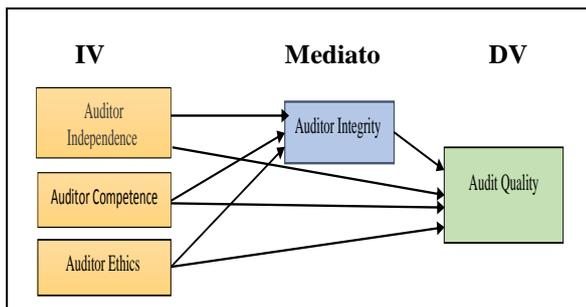 IV
Mediato
DV
Auditor
Independence
Auditor Integrity
Audit Quality
Auditor Competence
Auditor Ethics